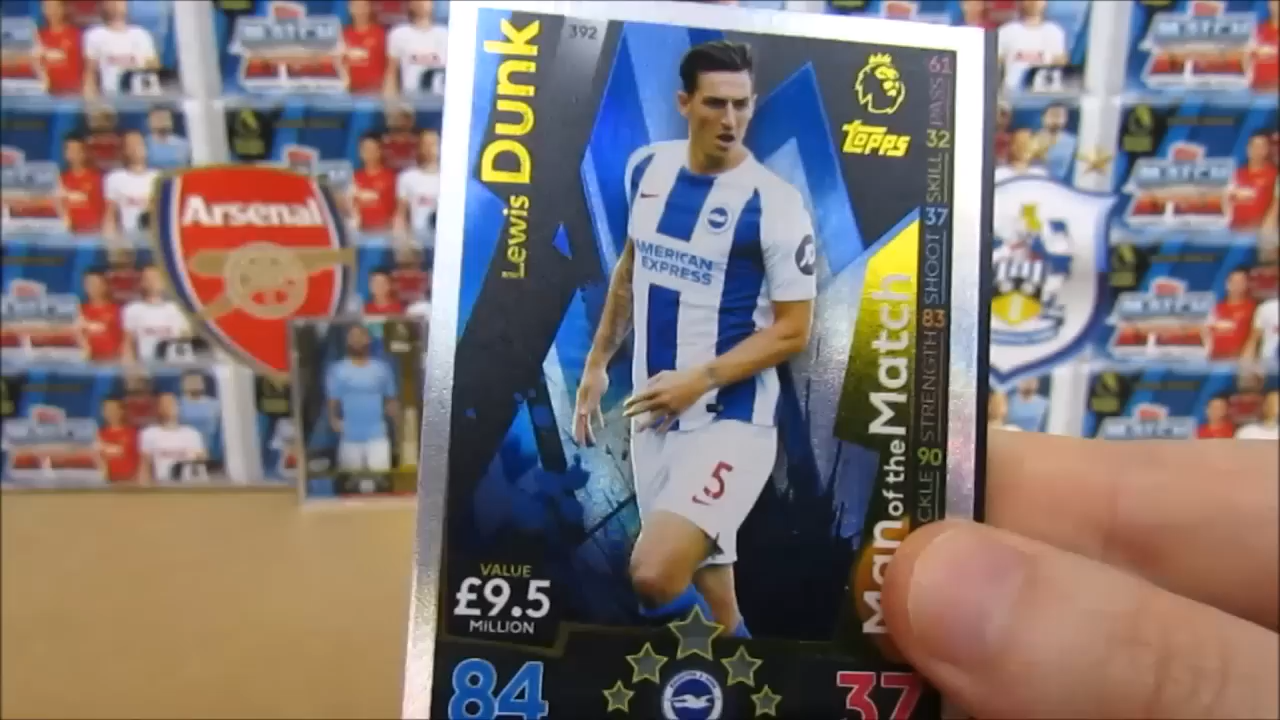 392
Lewis Dunk
TOPPS
61
PASS
32
SKILL
37
SHOOT
83
STRENGTH
90
Man of the Match
AMERICAN
EXPRESS
5
VALUE
£9.5
MILLION
84
37
Arsenal